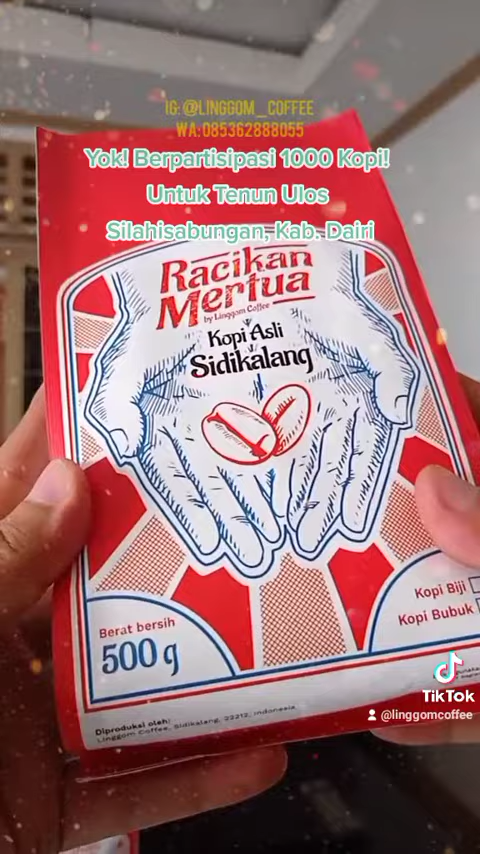 IG: @LINGGOM_COFFEE
WA: 085362888055
Yok! Berpartisipasi 1000 Kopi!
Untuk Tenun Ulos
Silahisabungan, Kab. Dairi
Racikan
Mertua
by Linggom Coffee
Kopi Asli
Sidikalang
Berat bersih
500 g
Kopi Biji
Kopi Bubuk
Diproduksi oleh:
Linggom Coffee, Sidikalang, 22212, Indonesia
TikTok
@linggomcoffee